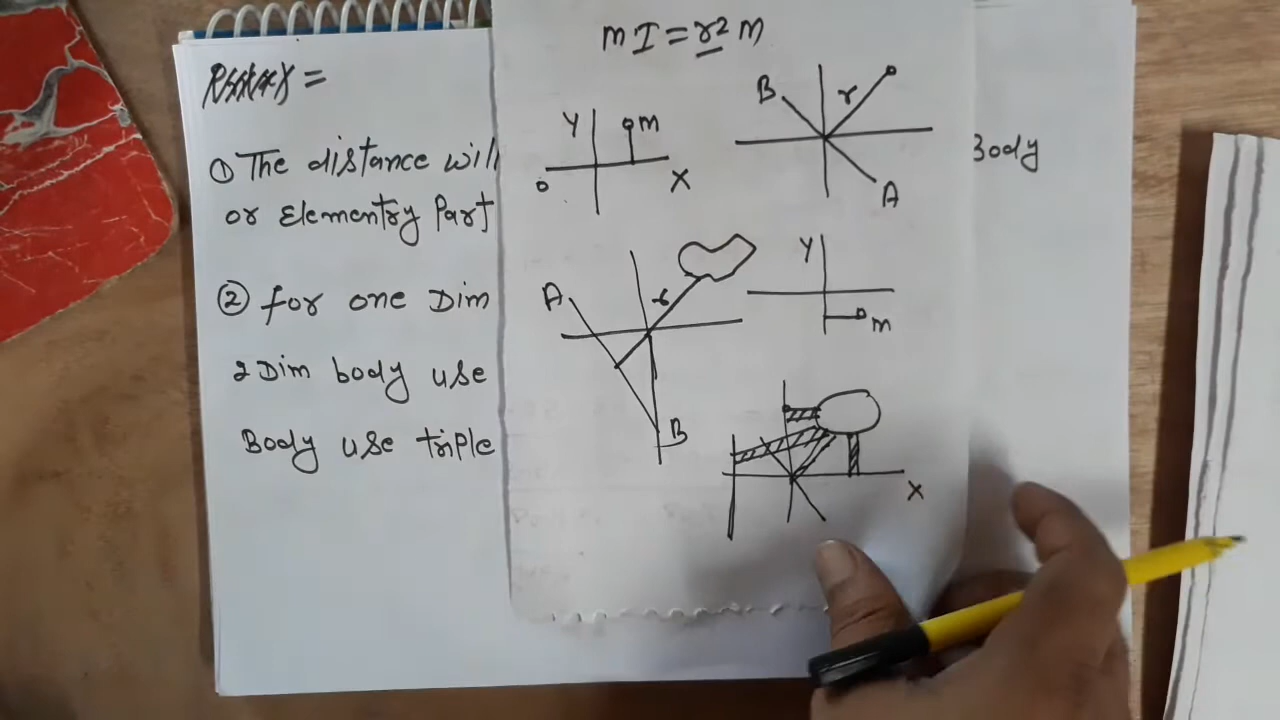 m I = r2 m
=
① The distance will
or Elementry Part
② for one Dim
2 Dim body use
Body use triple
Body
Y m
o X
B r
A
A r
B
Y
m
X